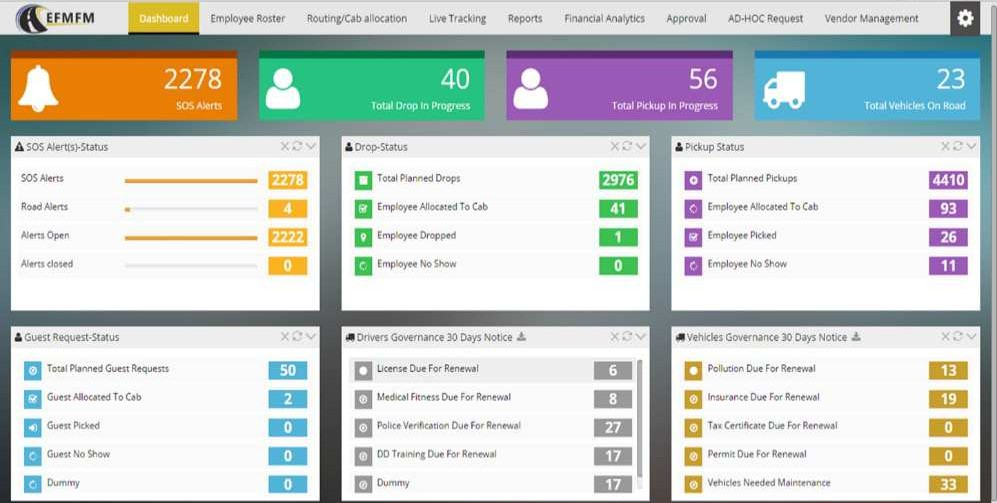 EFMFM
Dashboard Employee Roster Routing/Cab allocation Live Tracking Reports Financial Analytics Approval AD-HOC Request Vendor Management
2278
SOS Alerts
40
Total Drop In Progress
56
Total Pickup In Progress
23
Total Vehicles On Road
SOS Alert(s)-Status
SOS Alerts 2278
Road Alerts 4
Alerts Open 2222
Alerts closed 0
Drop-Status
Total Planned Drops 2976
Employee Allocated To Cab 41
Employee Dropped 1
Employee No Show 0
Pickup Status
Total Planned Pickups 4410
Employee Allocated To Cab 93
Employee Picked 26
Employee No Show 11
Guest Request-Status
Total Planned Guest Requests 50
Guest Allocated To Cab 2
Guest Picked 0
Guest No Show 0
Dummy 0
Drivers Governance 30 Days Notice
License Due For Renewal 6
Medical Fitness Due For Renewal 8
Police Verification Due For Renewal 27
DD Training Due For Renewal 17
Dummy 17
Vehicles Governance 30 Days Notice
Pollution Due For Renewal 13
Insurance Due For Renewal 19
Tax Certificate Due For Renewal 0
Permit Due For Renewal 0
Vehicles Needed Maintenance 33